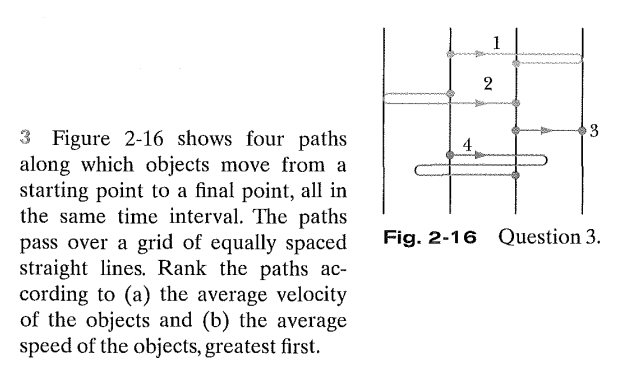 3 Figure 2-16 shows four paths
along which objects move from a
starting point to a final point, all in
the same time interval. The paths
pass over a grid of equally spaced
straight lines. Rank the paths ac-
cording to (a) the average velocity
of the objects and (b) the average
speed of the objects, greatest first.
1
2
3
4
Fig. 2-16 Question 3.